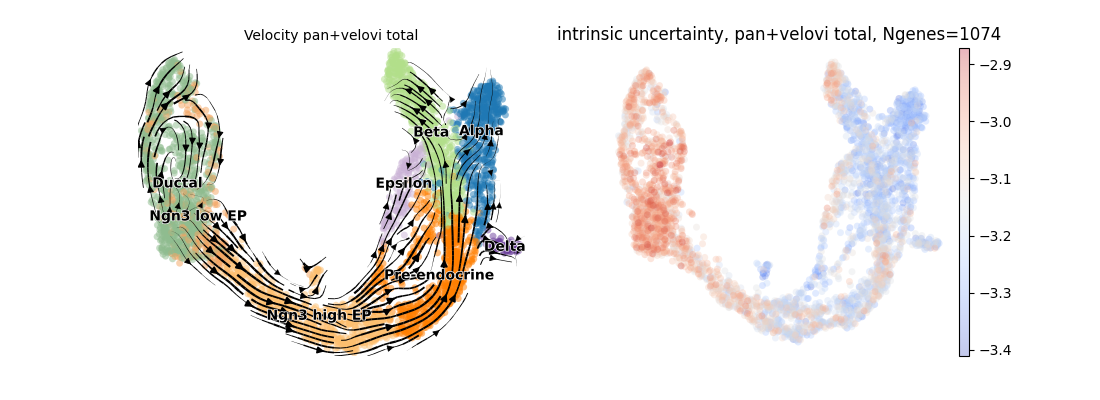 Velocity pan+velovi total
Beta
Alpha
Epsilon
Ductal
Ngn3 low EP
Delta
Pre-endocrine
Ngn3 high EP
intrinsic uncertainty, pan+velovi total, Ngenes=1074
−2.9
−3.0
−3.1
−3.2
−3.3
−3.4